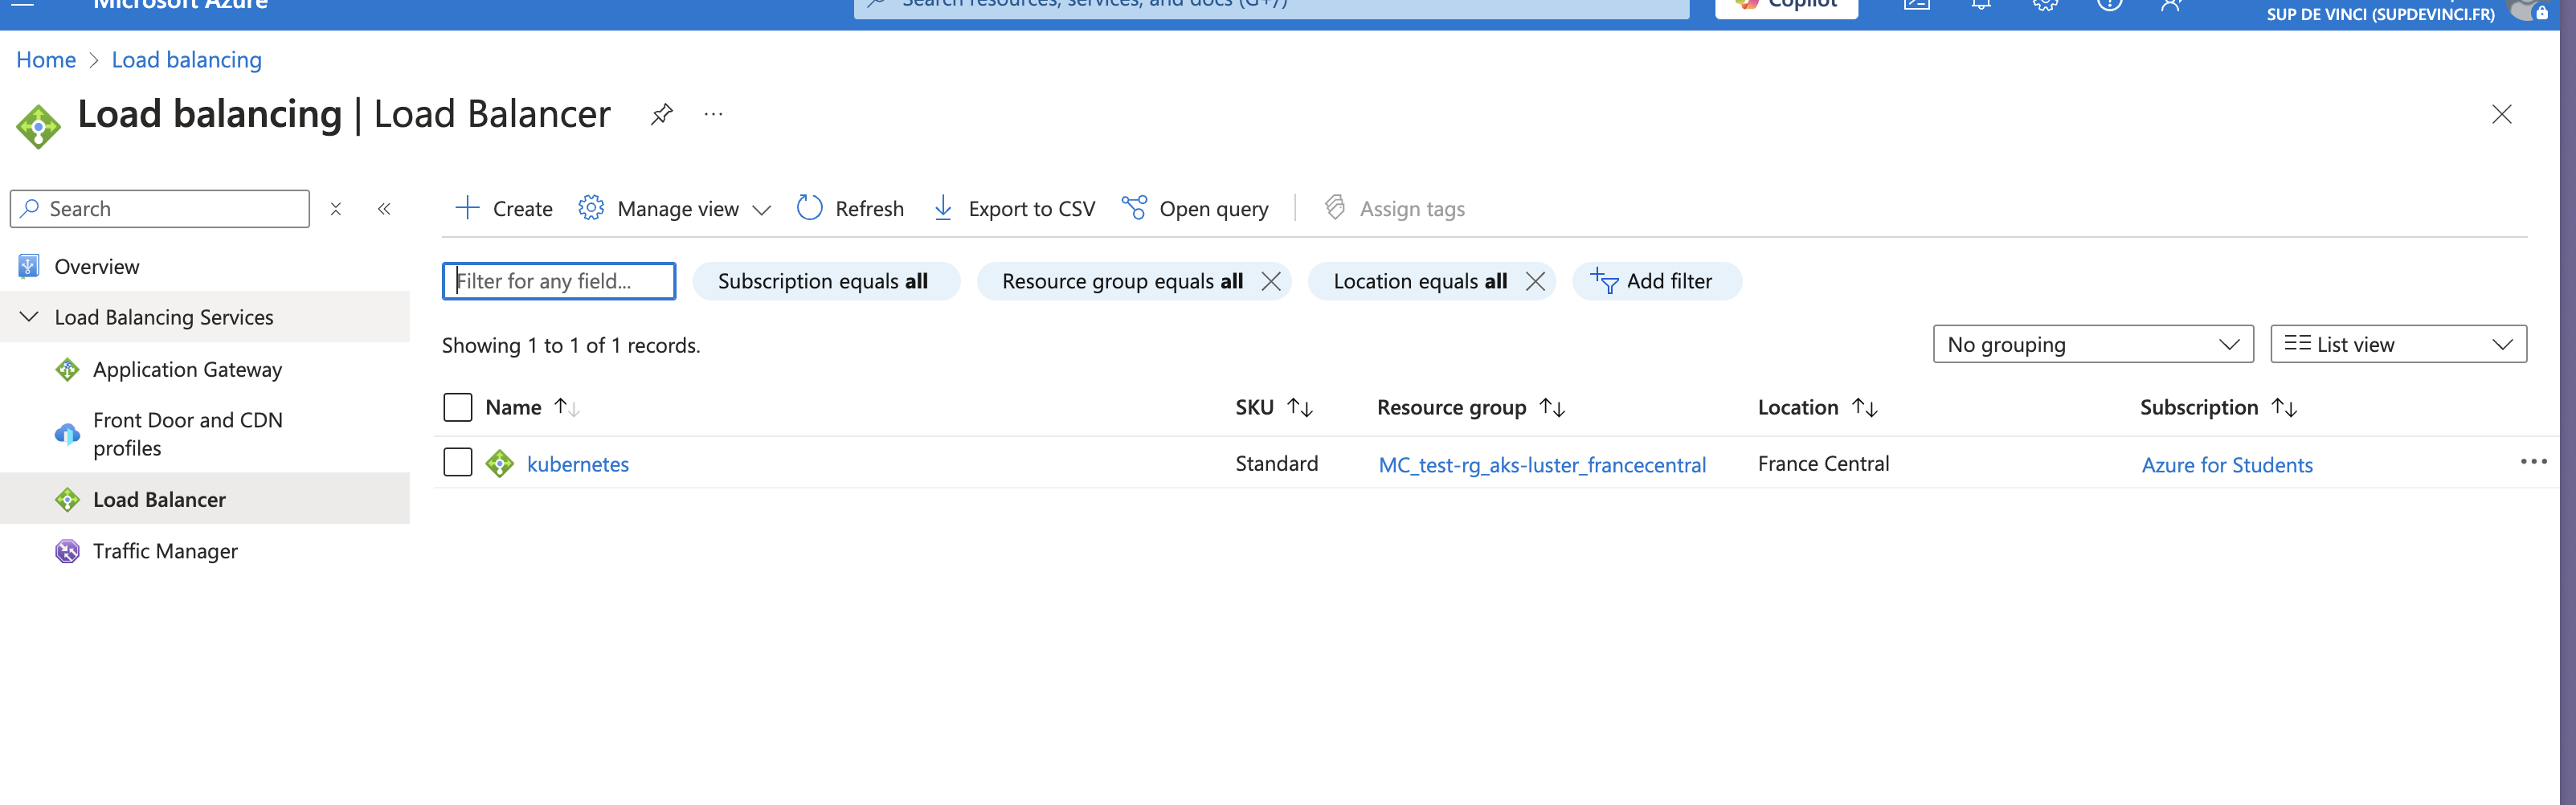 Microsoft Azure
Search resources, services, and docs (G+/)
Copilot
SUP DE VINCI (SUPDEVINCI.FR)
Home > Load balancing
Load balancing | Load Balancer
Search
Create
Manage view
Refresh
Export to CSV
Open query
Assign tags
Overview
Load Balancing Services
Application Gateway
Front Door and CDN
profiles
Load Balancer
Traffic Manager
Filter for any field...
Subscription equals all
Resource group equals all
Location equals all
Add filter
Showing 1 to 1 of 1 records.
No grouping
List view
Name SKU Resource group Location Subscription
kubernetes Standard MC_test-rg_aks-luster_francecentral France Central Azure for Students